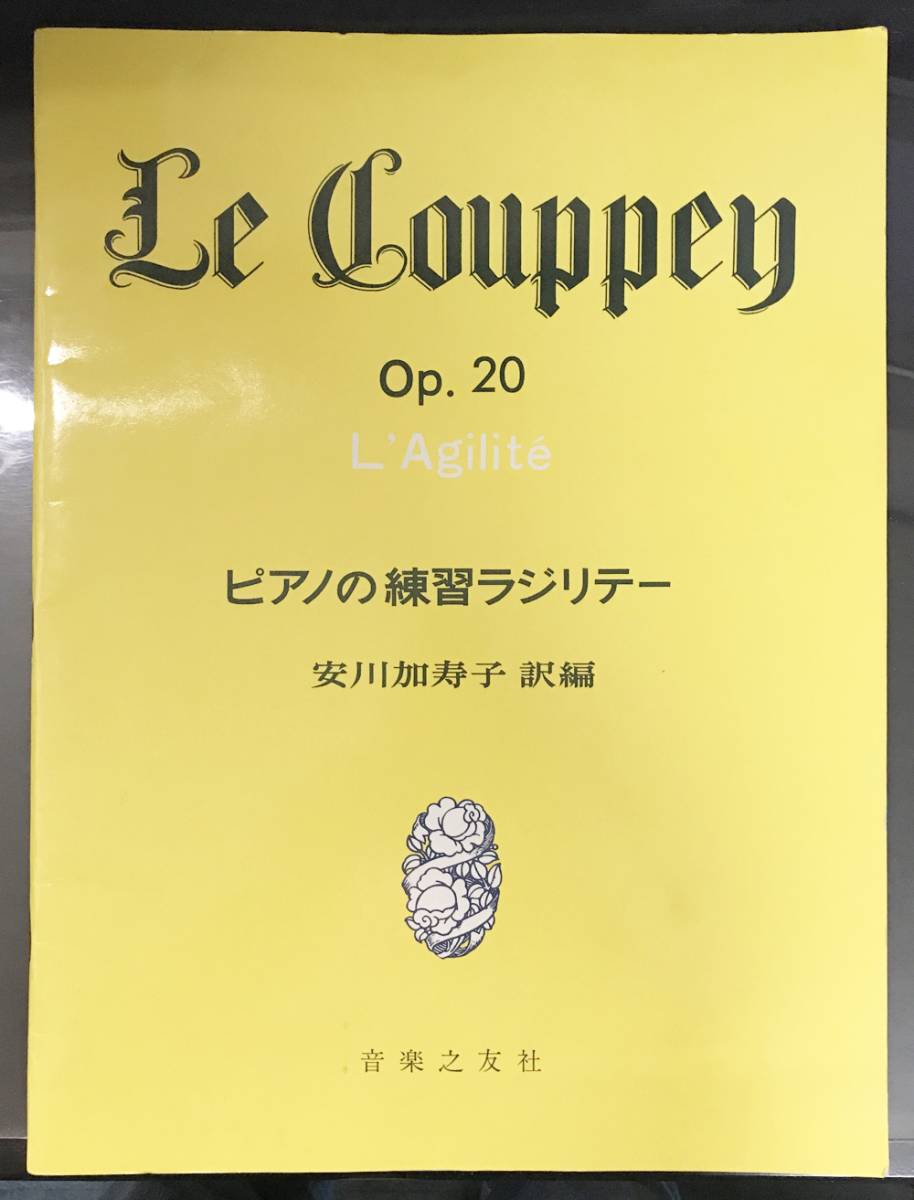 Le Couppey
Op. 20
L'Agilité
ピアノの練習ラジリテー
安川加寿子 訳編
音楽之友社